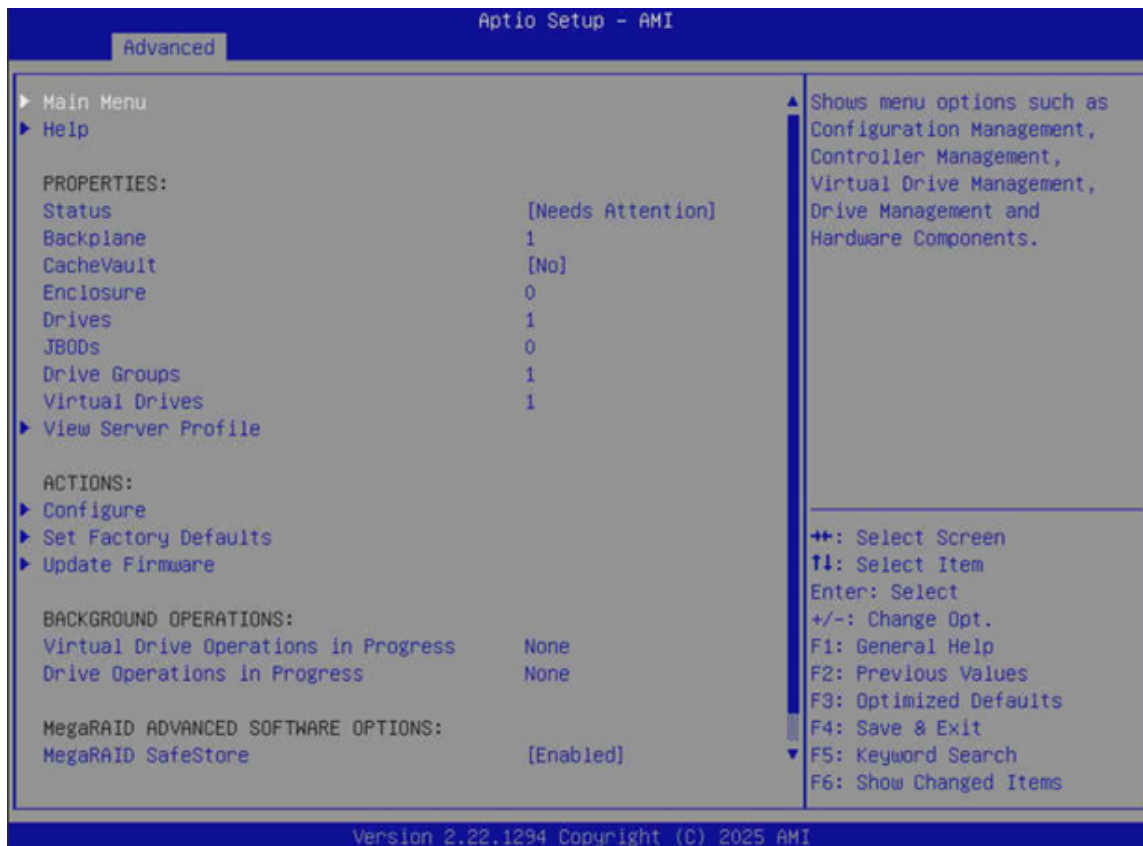 Aptio Setup – AMI
Advanced
Main Menu
Help
PROPERTIES:
Status [Needs Attention]
Backplane 1
CacheVault [No]
Enclosure 0
Drives 1
JBODs 0
Drive Groups 1
Virtual Drives 1
View Server Profile
ACTIONS:
Configure
Set Factory Defaults
Update Firmware
BACKGROUND OPERATIONS:
Virtual Drive Operations in Progress None
Drive Operations in Progress None
MegaRAID ADVANCED SOFTWARE OPTIONS:
MegaRAID SafeStore [Enabled]
Shows menu options such as
Configuration Management,
Controller Management,
Virtual Drive Management,
Drive Management and
Hardware Components.
→←: Select Screen
↑↓: Select Item
Enter: Select
+/-: Change Opt.
F1: General Help
F2: Previous Values
F3: Optimized Defaults
F4: Save & Exit
F5: Keyword Search
F6: Show Changed Items
Version 2.22.1294 Copyright (C) 2025 AMI